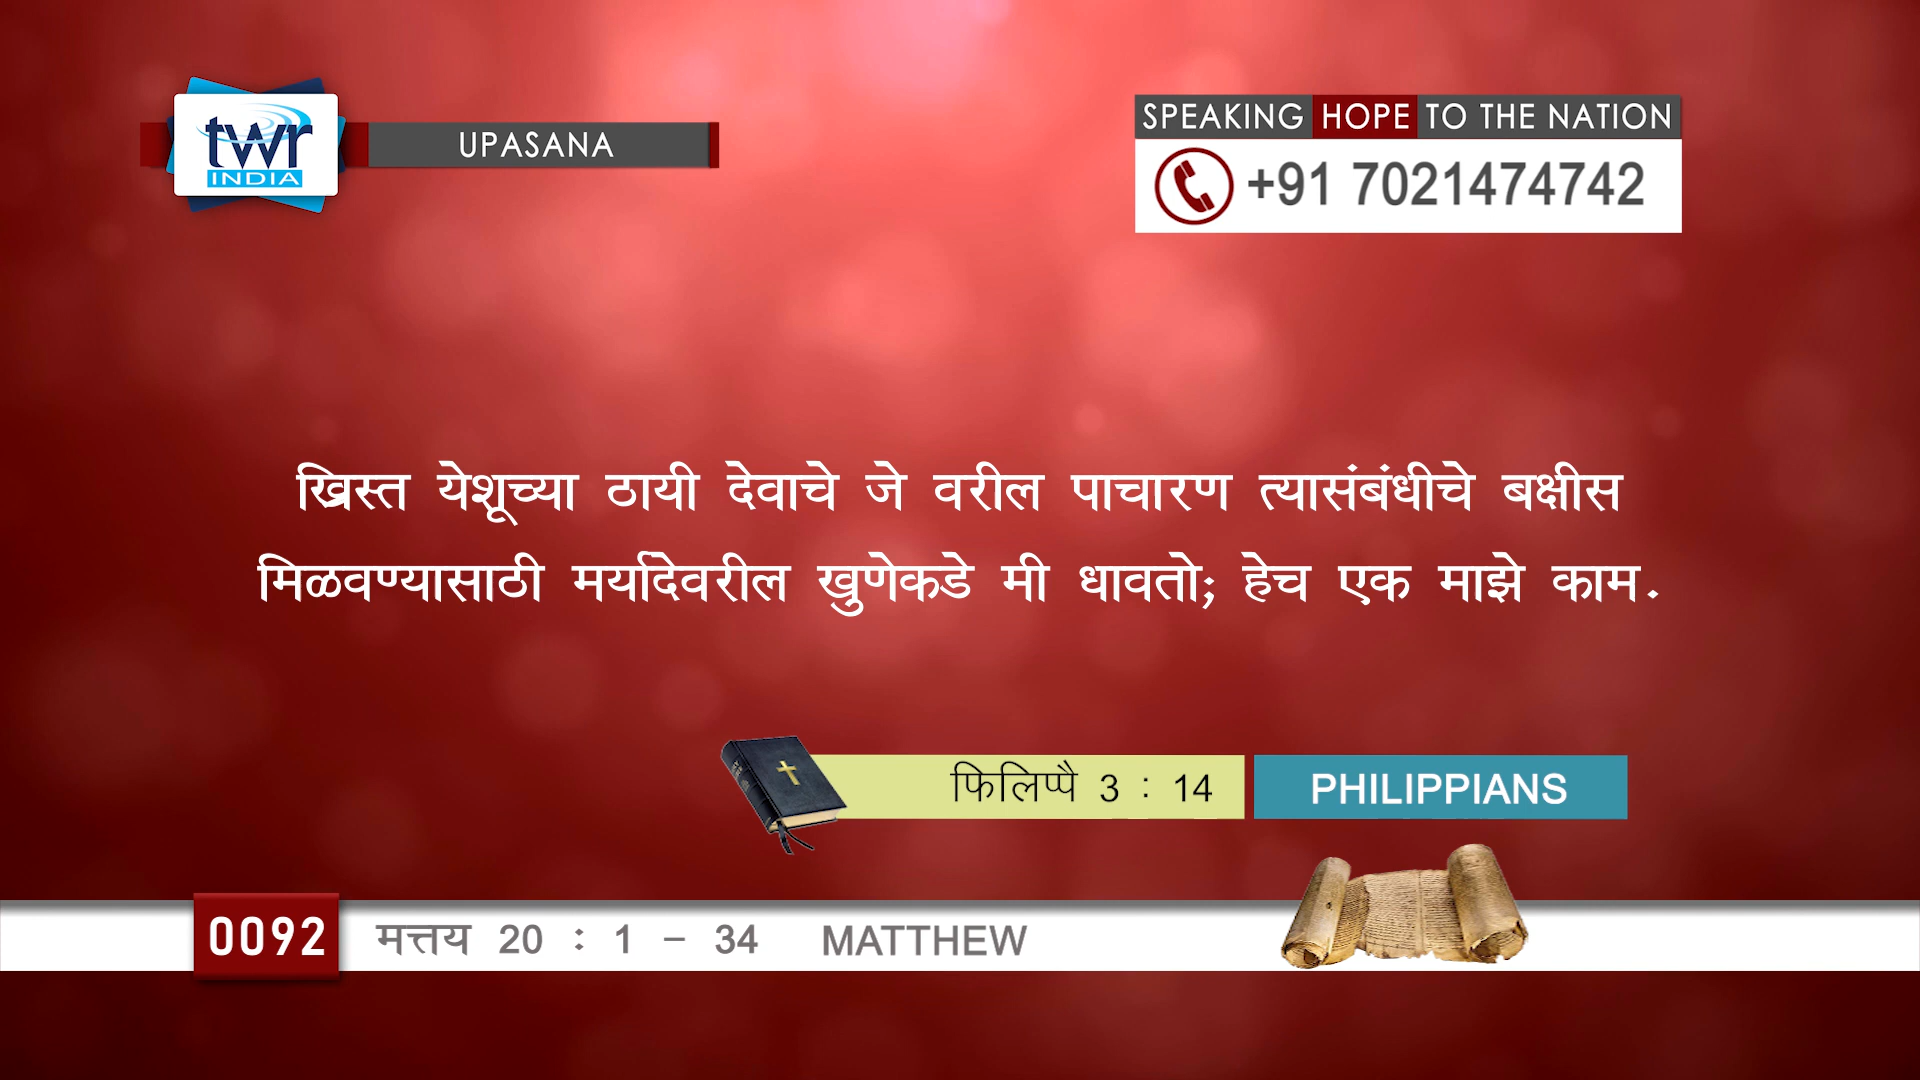 twr
INDIA
UPASANA
SPEAKING HOPE TO THE NATION
+91 7021474742
ख्रिस्त येशूच्या ठायी देवाचे जे वरील पाचारण त्यासंबंधीचे बक्षीस
मिळवण्यासाठी मर्यादेवरील खुणेकडे मी धावतो; हेच एक माझे काम.
फिलिप्पै 3 : 14 PHILIPPIANS
0092 मत्तय 20 : 1 - 34 MATTHEW